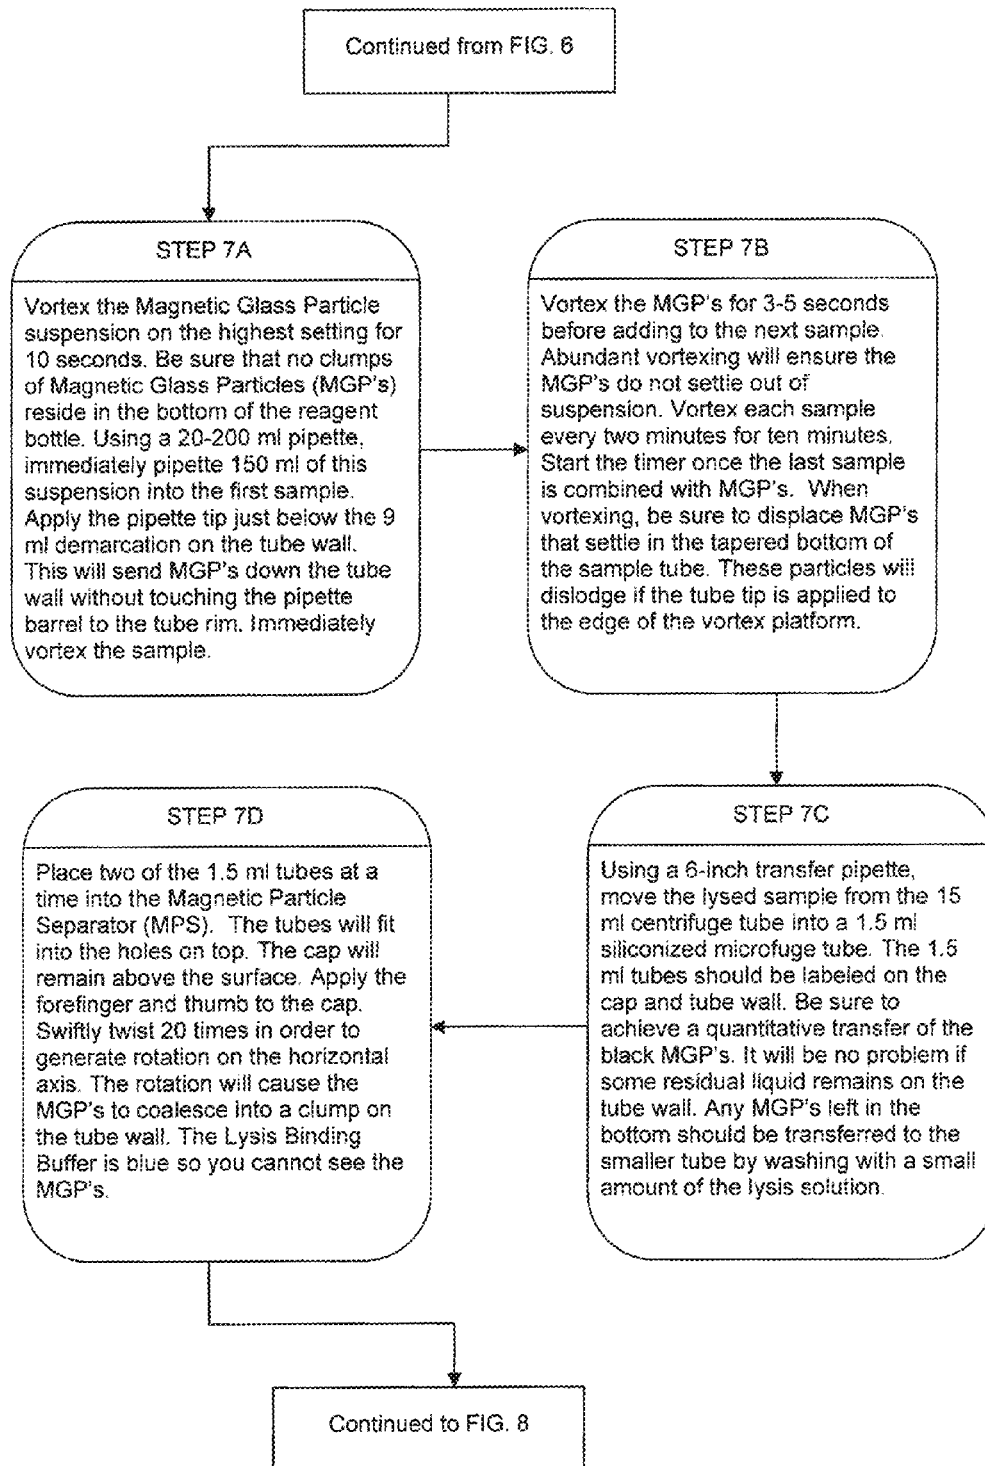 Continued from FIG. 6
STEP 7A
Vortex the Magnetic Glass Particle
suspension on the highest setting for
10 seconds. Be sure that no clumps
of Magnetic Glass Particles (MGP's)
reside in the bottom of the reagent
bottle. Using a 20-200 ml pipette,
immediately pipette 150 ml of this
suspension into the first sample.
Apply the pipette tip just below the 9
ml demarcation on the tube wall.
This will send MGP's down the tube
wall without touching the pipette
barrel to the tube rim. Immediately
vortex the sample.
STEP 7B
Vortex the MGP's for 3-5 seconds
before adding to the next sample.
Abundant vortexing will ensure the
MGP's do not settle out of
suspension. Vortex each sample
every two minutes for ten minutes.
Start the timer once the last sample
is combined with MGP's. When
vortexing, be sure to displace MGP's
that settle in the tapered bottom of
the sample tube. These particles will
dislodge if the tube tip is applied to
the edge of the vortex platform.
STEP 7C
Using a 6-inch transfer pipette,
move the lysed sample from the 15
ml centrifuge tube into a 1.5 ml
siliconized microfuge tube. The 1.5
ml tubes should be labeled on the
cap and tube wall. Be sure to
achieve a quantitative transfer of the
black MGP's. It will be no problem if
some residual liquid remains on the
tube wall. Any MGP's left in the
bottom should be transferred to the
smaller tube by washing with a small
amount of the lysis solution.
STEP 7D
Place two of the 1.5 ml tubes at a
time into the Magnetic Particle
Separator (MPS). The tubes will fit
into the holes on top. The cap will
remain above the surface. Apply the
forefinger and thumb to the cap.
Swiftly twist 20 times in order to
generate rotation on the horizontal
axis. The rotation will cause the
MGP's to coalesce into a clump on
the tube wall. The Lysis Binding
Buffer is blue so you cannot see the
MGP's.
Continued to FIG. 8